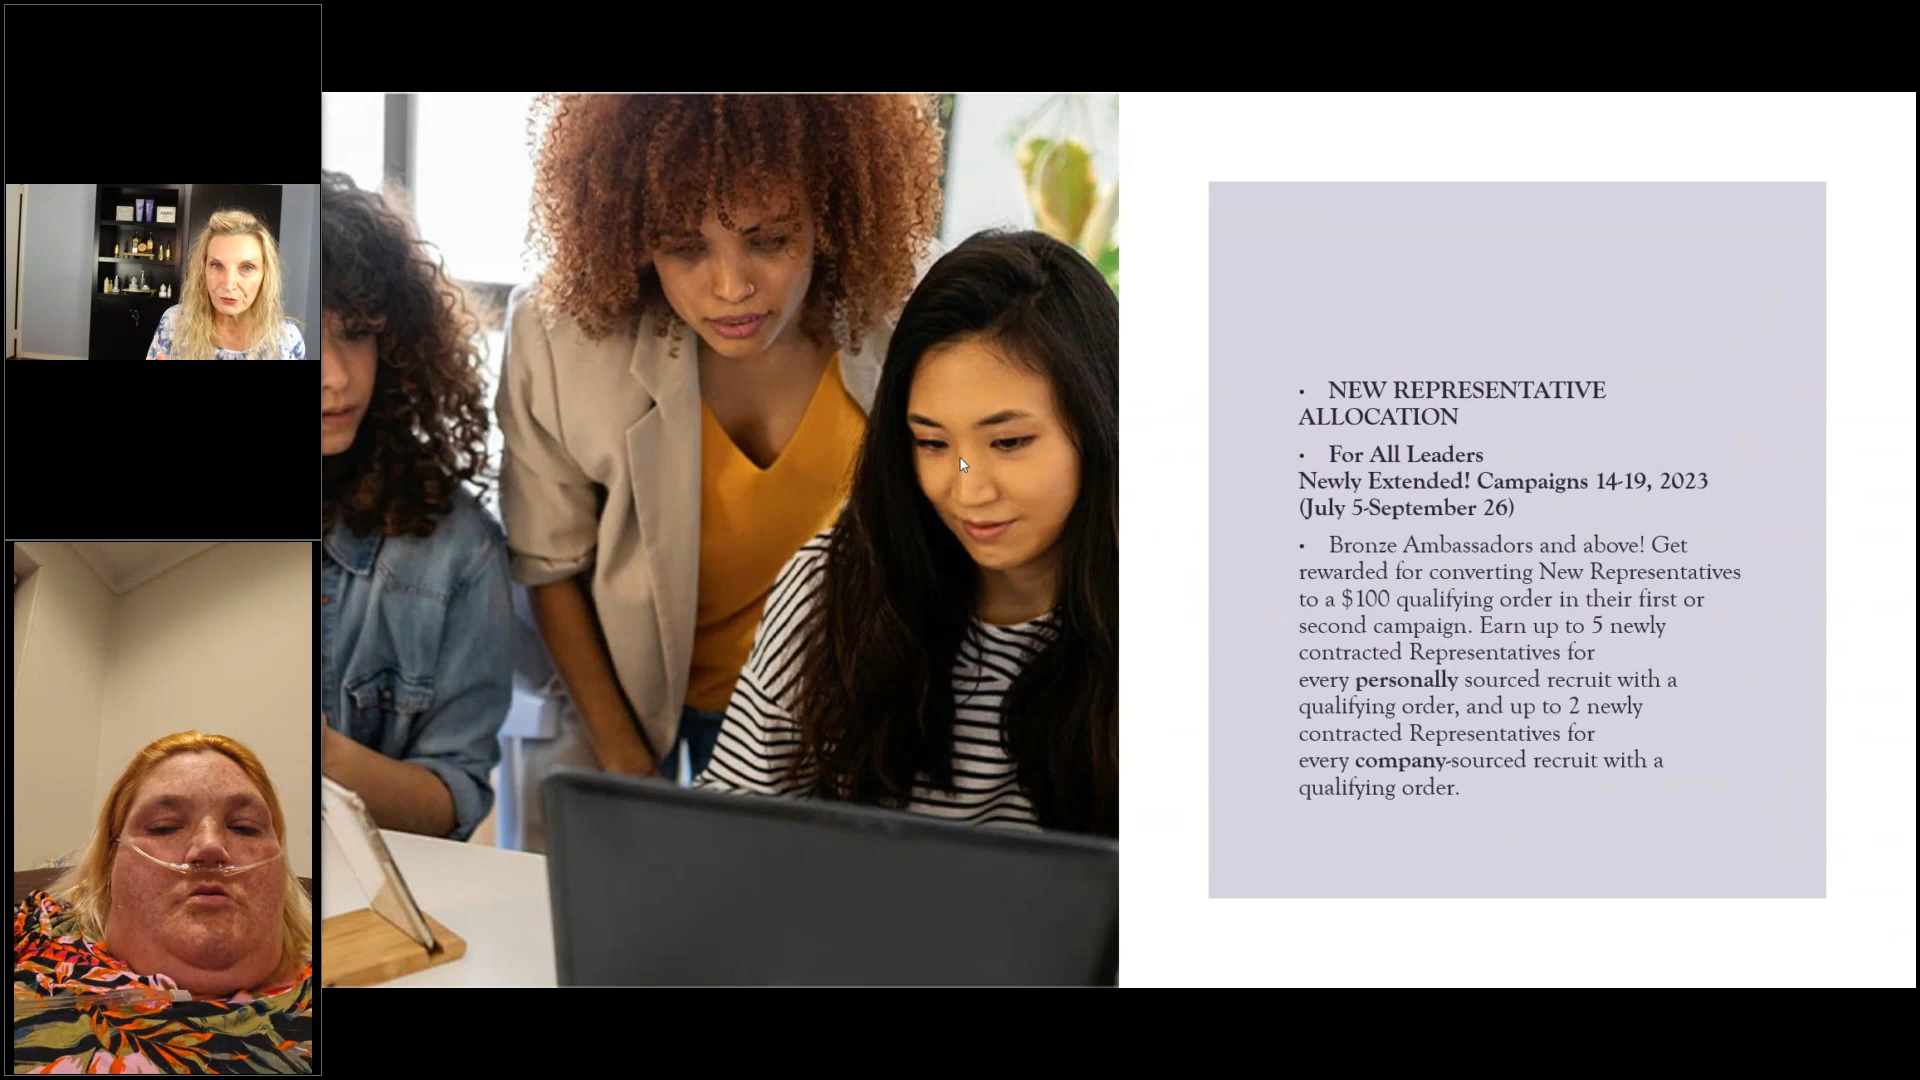 • NEW REPRESENTATIVE
ALLOCATION
• For All Leaders
Newly Extended! Campaigns 14-19, 2023
(July 5-September 26)
• Bronze Ambassadors and above! Get
rewarded for converting New Representatives
to a $100 qualifying order in their first or
second campaign. Earn up to 5 newly
contracted Representatives for
every personally sourced recruit with a
qualifying order, and up to 2 newly
contracted Representatives for
every company-sourced recruit with a
qualifying order.